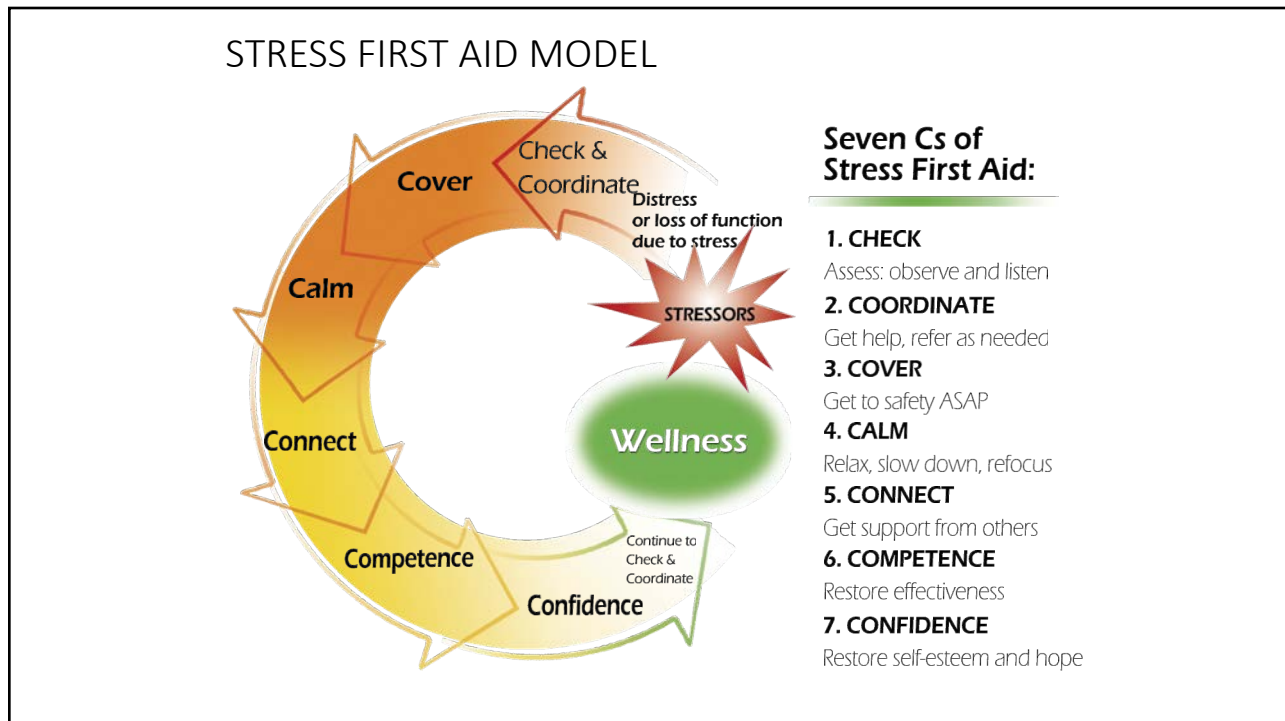 STRESS FIRST AID MODEL
Check &
Coordinate
Cover
Distress
or loss of function
due to stress
Calm
STRESSORS
Connect
Wellness
Competence
Continue to
Check &
Coordinate
Confidence
Seven Cs of
Stress First Aid:
1. CHECK
Assess: observe and listen
2. COORDINATE
Get help, refer as needed
3. COVER
Get to safety ASAP
4. CALM
Relax, slow down, refocus
5. CONNECT
Get support from others
6. COMPETENCE
Restore effectiveness
7. CONFIDENCE
Restore self-esteem and hope